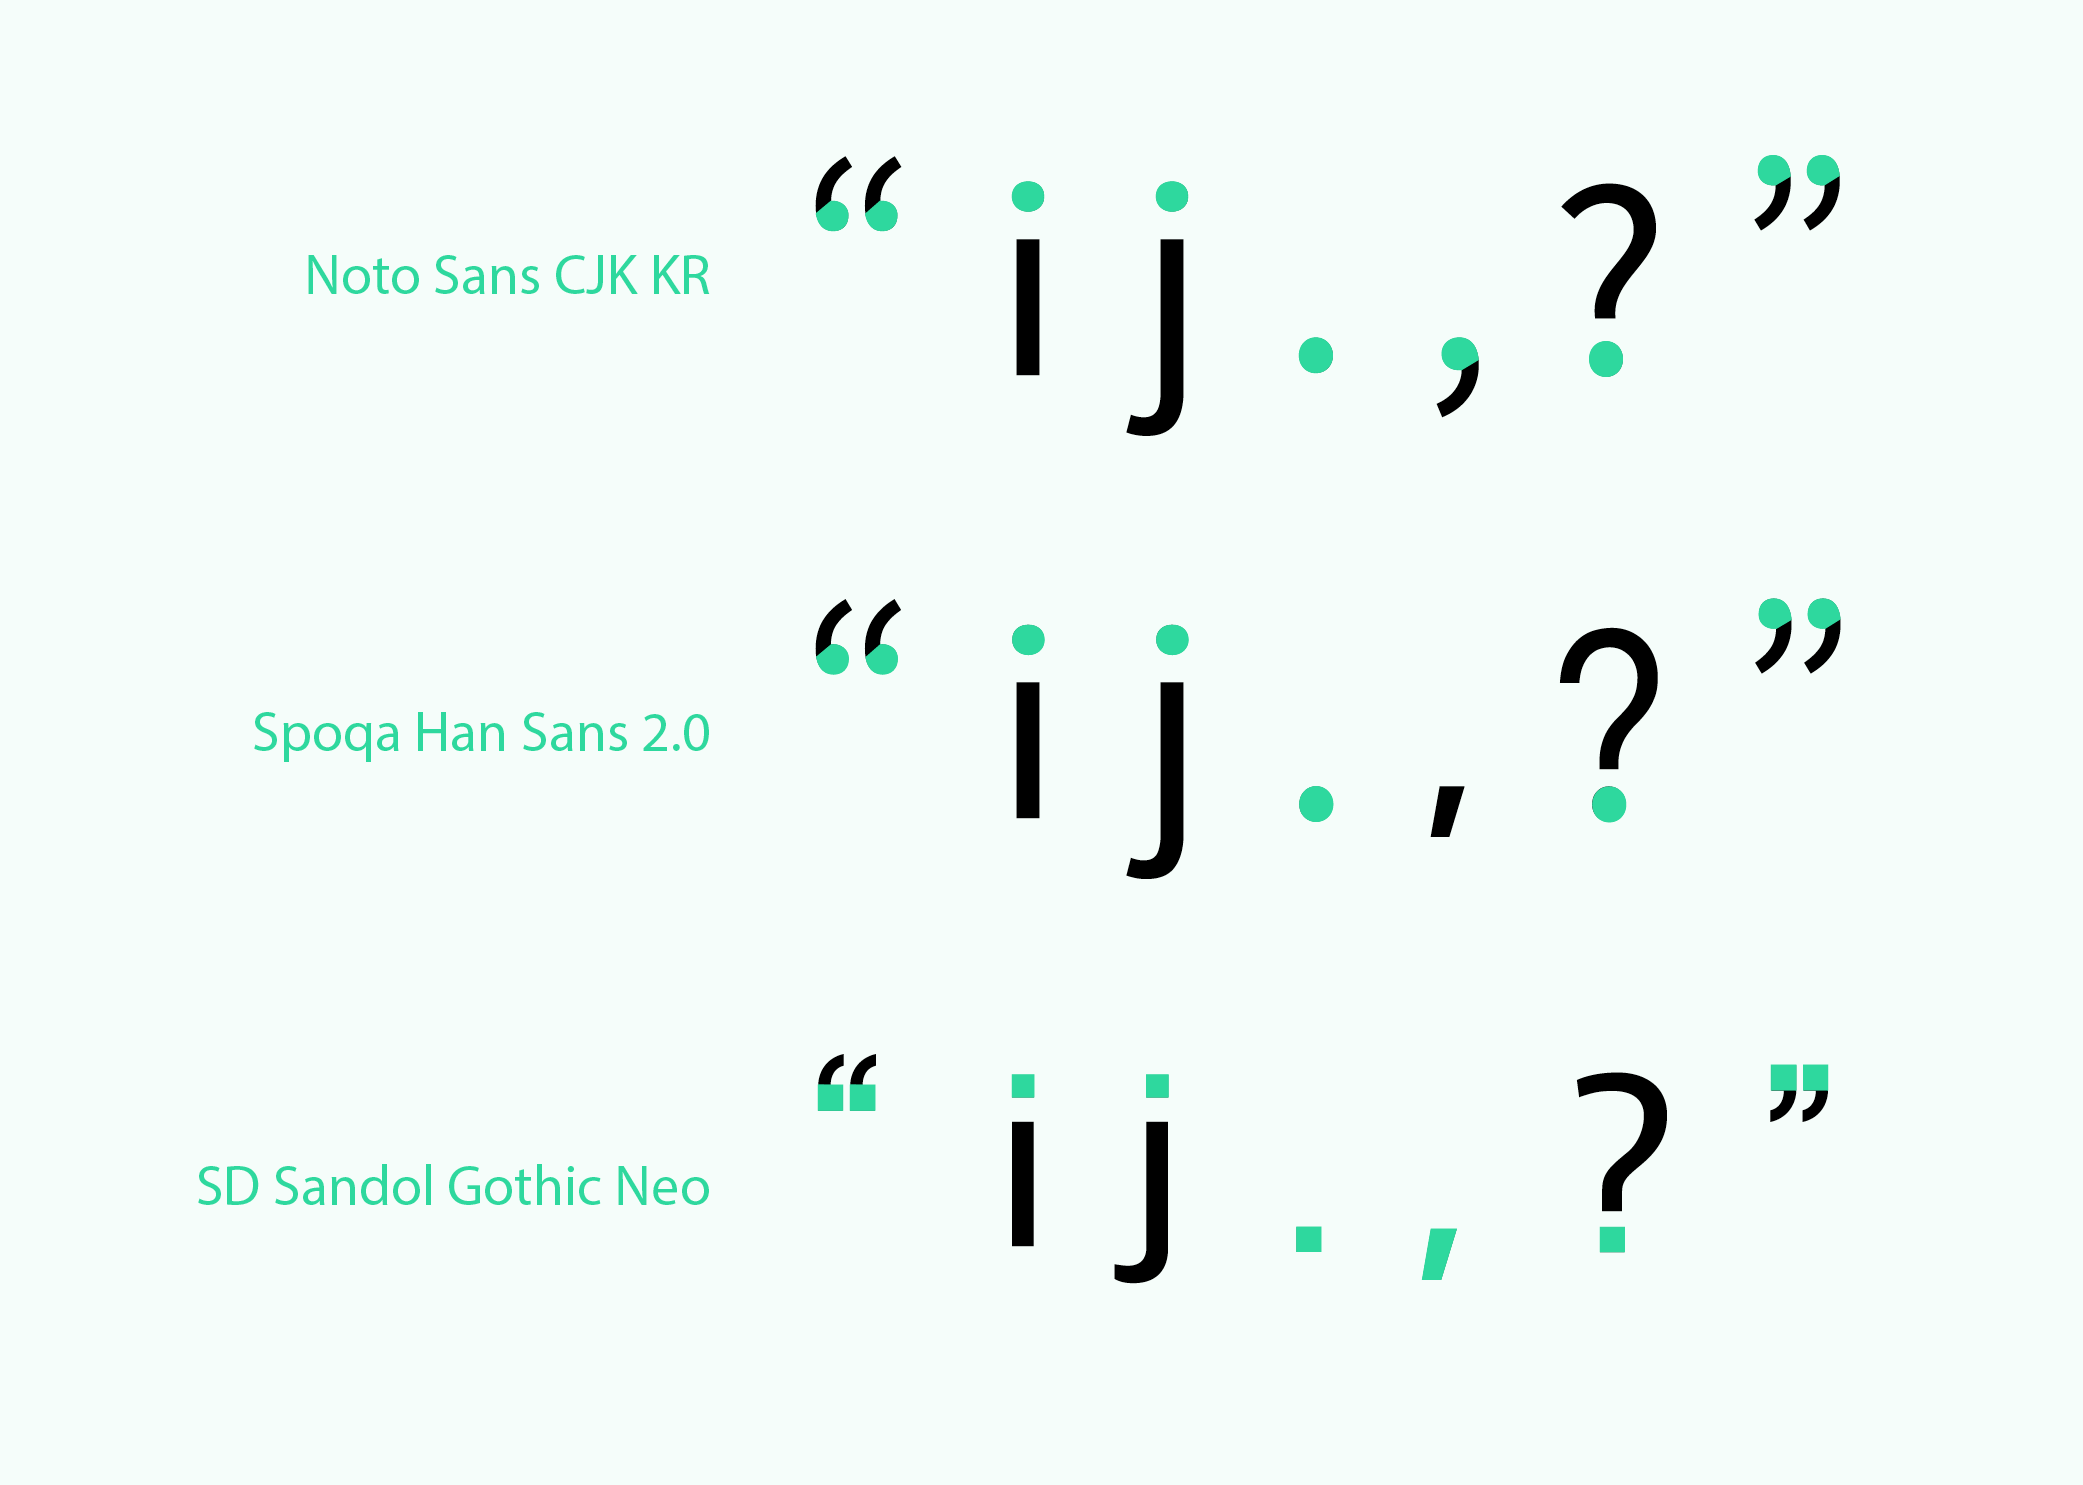 Noto Sans CJK KR “ i j . , ? ”
Spoqa Han Sans 2.0 “ i j . , ? ”
SD Sandol Gothic Neo “ i j . , ? ”